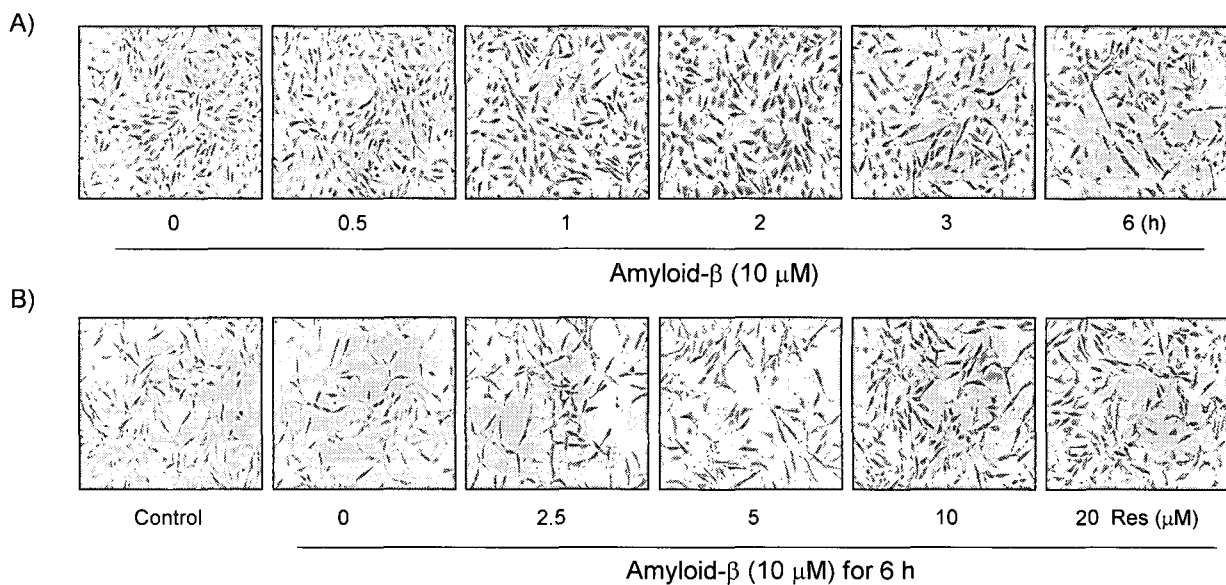 A)
0 0.5 1 2 3 6 (h)
Amyloid-β (10 μM)
B)
Control 0 2.5 5 10 20 Res (μM)
Amyloid-β (10 μM) for 6 h